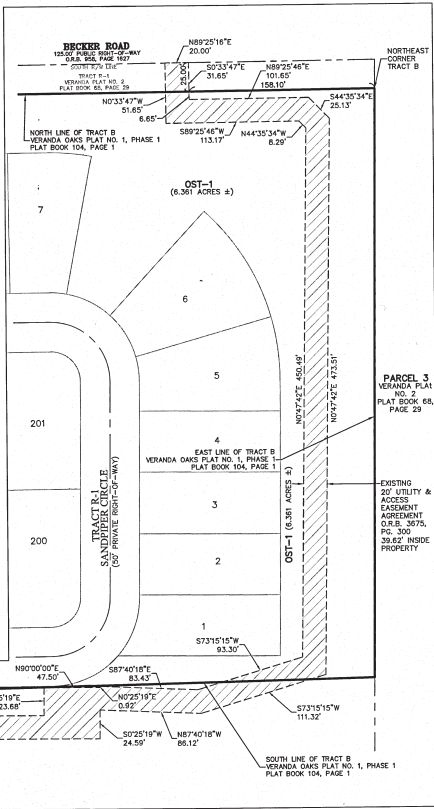 BECKER ROAD
125.00' PUBLIC RIGHT-OF-WAY
O.R.B. 958, PAGE 1827
SOUTH R/W LINE
TRACT R-1
VERANDA PLAT NO. 2
PLAT BOOK 68, PAGE 29
N89°25'16"E
20.00'
25.00'
S0°33'47"E
31.65'
N89°25'46"E
101.65'
158.10'
NORTHEAST
CORNER
TRACT B
N0°33'47"W
51.65'
6.65'
S44°35'34"E
25.13'
S89°25'46"W
113.17'
N44°35'34"W
8.29'
NORTH LINE OF TRACT B
VERANDA OAKS PLAT NO. 1, PHASE 1
PLAT BOOK 104, PAGE 1
OST-1
(6.361 ACRES ±)
7
6
5
4
3
2
1
201
200
TRACT R-1
SANDPIPER CIRCLE
(50' PRIVATE RIGHT-OF-WAY)
N0°47'42"E 450.49'
N0°47'42"E 473.51'
PARCEL 3
VERANDA PLAT
NO. 2
PLAT BOOK 68,
PAGE 29
EAST LINE OF TRACT B
VERANDA OAKS PLAT NO. 1, PHASE 1
PLAT BOOK 104, PAGE 1
OST-1 (6.361 ACRES ±)
EXISTING
20' UTILITY &
ACCESS
EASEMENT
AGREEMENT
O.R.B. 3675,
PG. 300
39.62' INSIDE
PROPERTY
S73°15'15"W
93.30'
N90°00'00"E
47.50'
S87°40'18"E
83.43'
5'19"E
23.68'
N0°25'19"E
0.92'
S0°25'19"W
24.59'
N87°40'18"W
86.12'
S73°15'15"W
111.32'
SOUTH LINE OF TRACT B
VERANDA OAKS PLAT NO. 1, PHASE 1
PLAT BOOK 104, PAGE 1